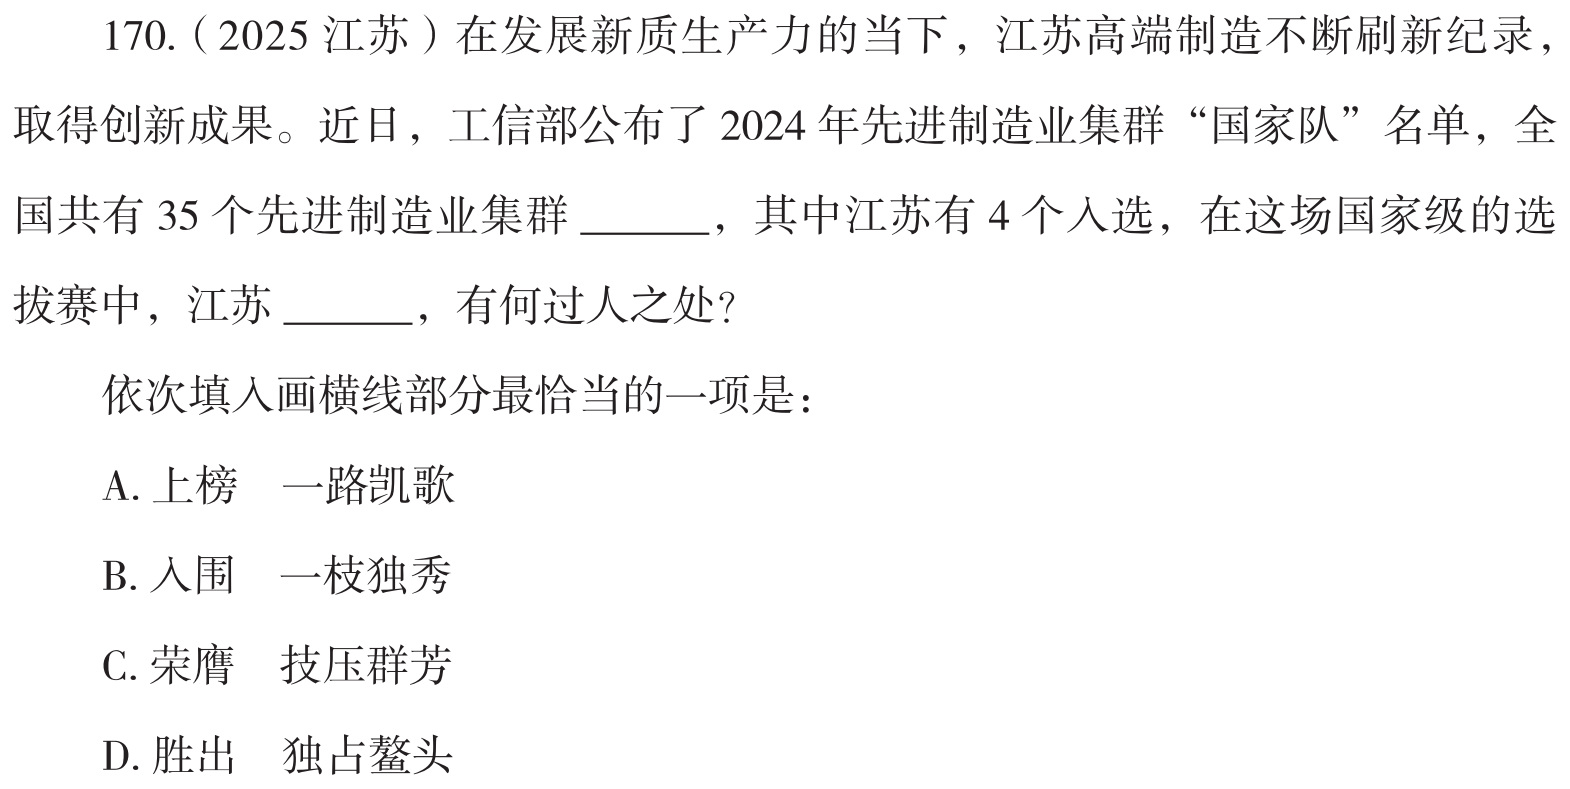 170.（2025 江苏）在发展新质生产力的当下，江苏高端制造不断刷新纪录，
取得创新成果。近日，工信部公布了 2024 年先进制造业集群“国家队”名单，全
国共有 35 个先进制造业集群 ______，其中江苏有 4 个入选，在这场国家级的选
拔赛中，江苏 ______，有何过人之处？
依次填入画横线部分最恰当的一项是：
A. 上榜　一路凯歌
B. 入围　一枝独秀
C. 荣膺　技压群芳
D. 胜出　独占鳌头